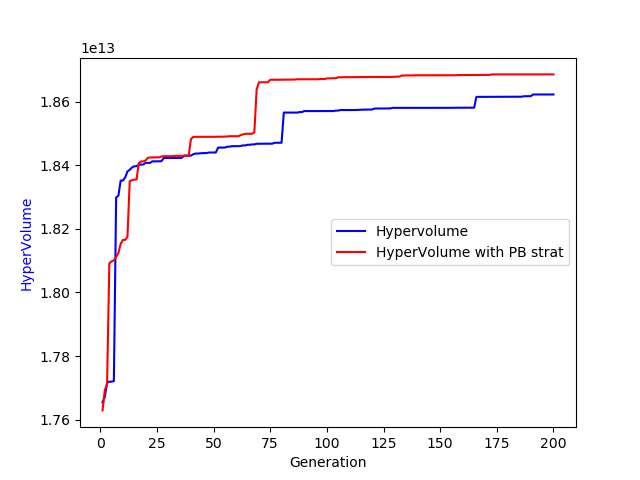 1e13
1.86
1.84
1.82
1.80
1.78
1.76
HyperVolume
Hypervolume
HyperVolume with PB strat
0 25 50 75 100 125 150 175 200
Generation